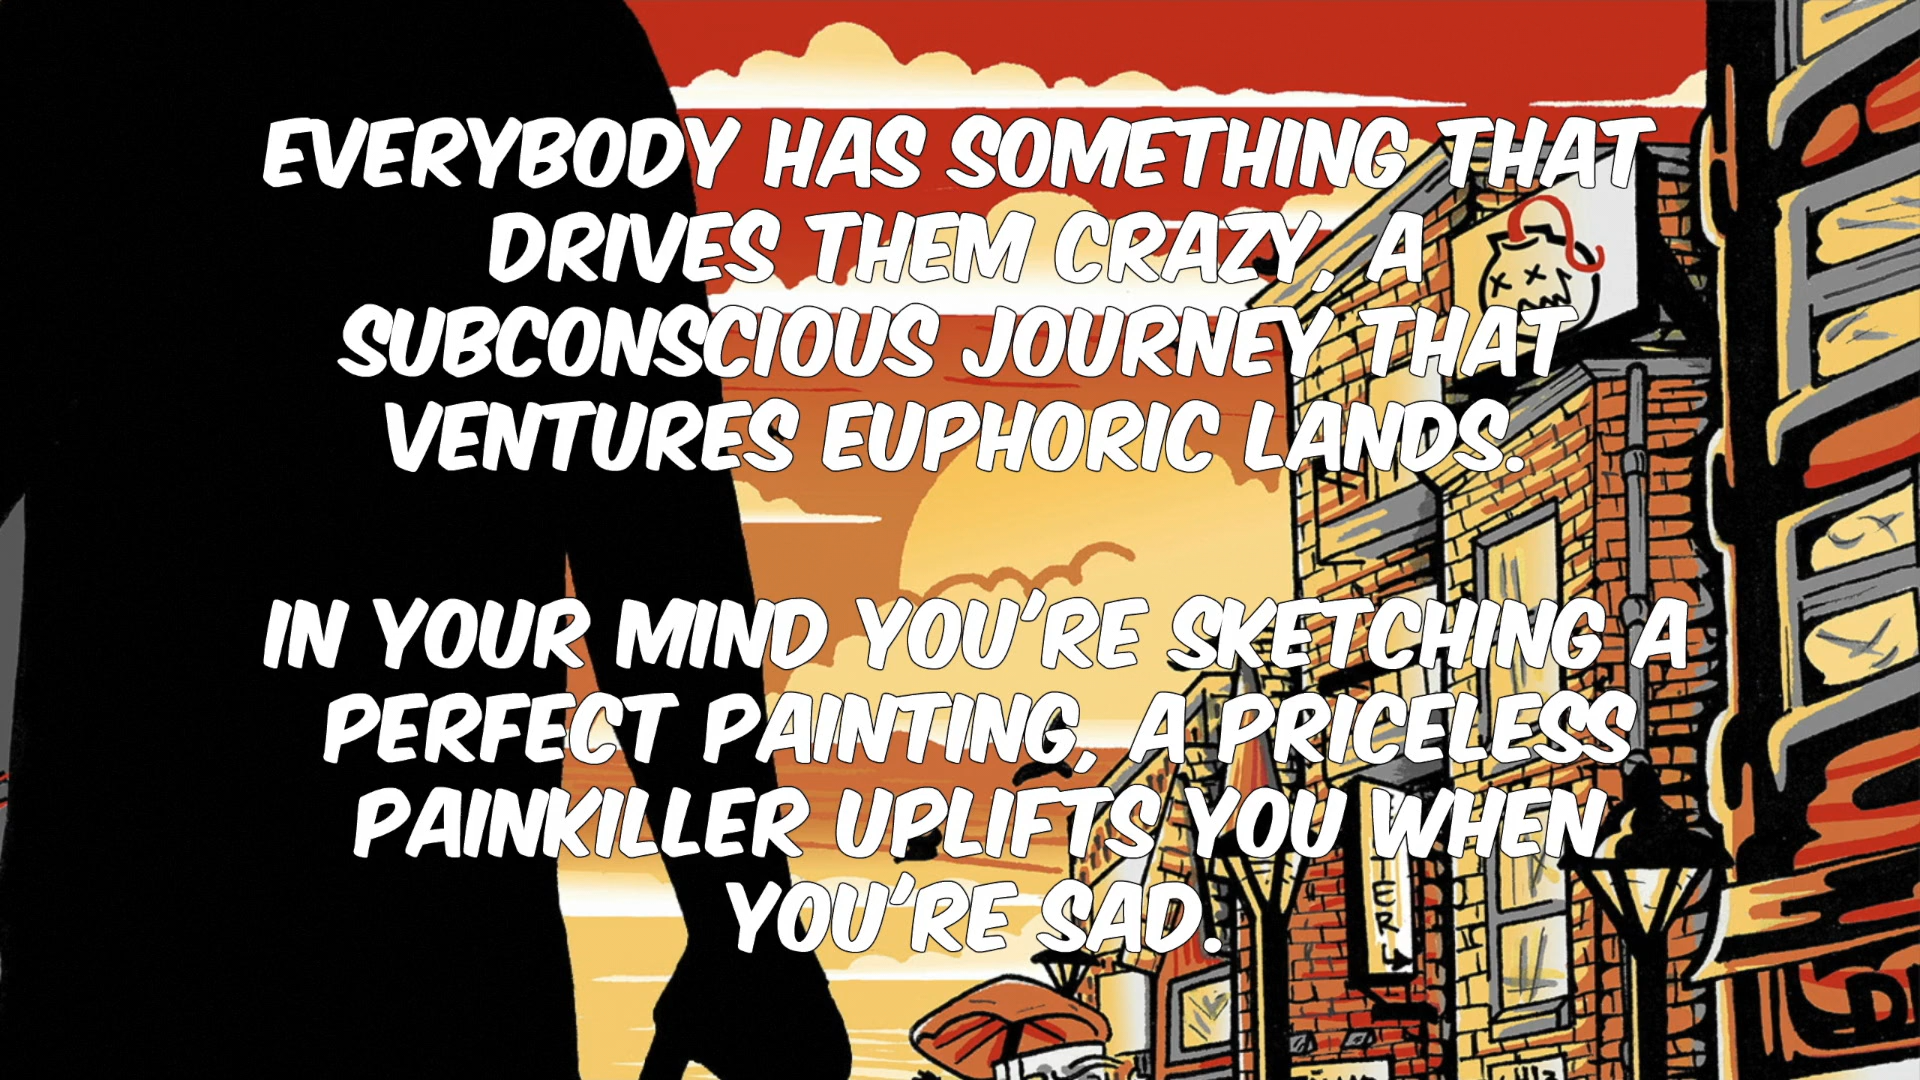 EVERYBODY HAS SOMETHING THAT
DRIVES THEM CRAZY, A
SUBCONSCIOUS JOURNEY THAT
VENTURES EUPHORIC LANDS.
IN YOUR MIND YOU'RE SKETCHING A
PERFECT PAINTING, A PRICELESS
PAINKILLER UPLIFTS YOU WHEN
YOU'RE SAD.